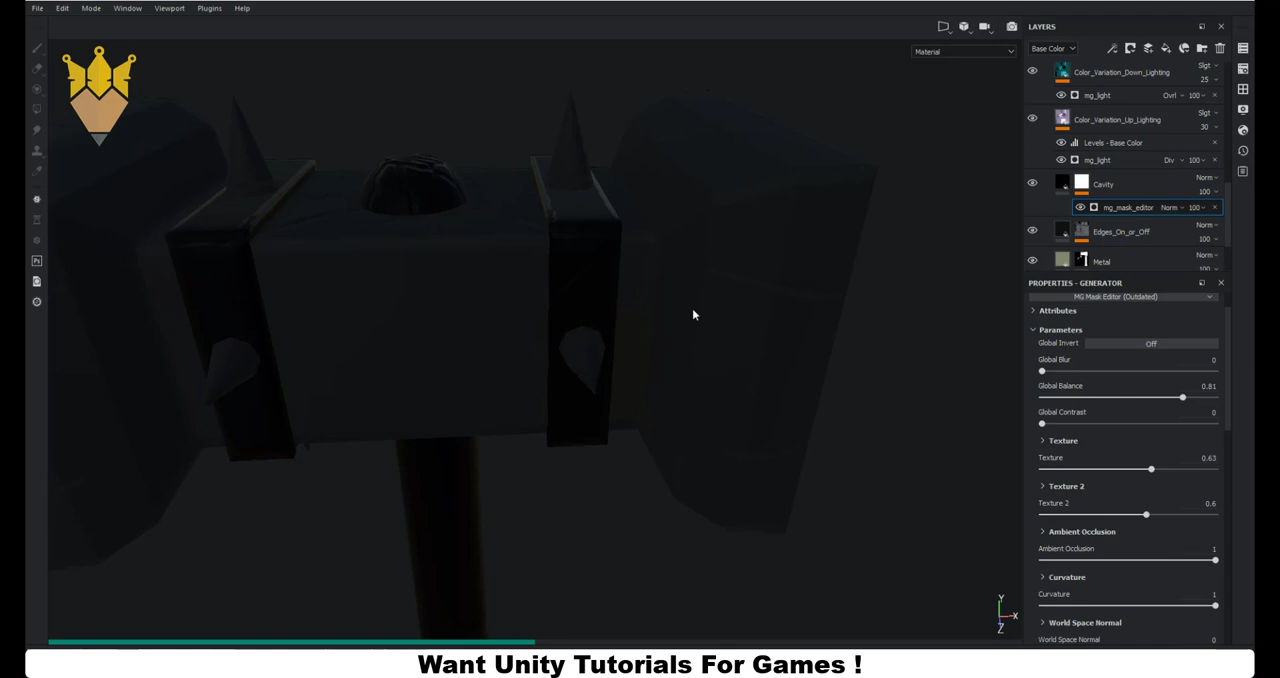 File Edit Mode Window Viewport Plugins Help
Material
LAYERS
Base Color
Color_Variation_Down_Lighting Slgt 25
mg_light Ovrl 100
Color_Variation_Up_Lighting Slgt 30
Levels - Base Color
mg_light Div 100
Cavity Norm 100
mg_mask_editor Norm 100
Edges_On_or_Off Norm 100
Metal Norm 100
PROPERTIES - GENERATOR
MG Mask Editor (Outdated)
Attributes
Parameters
Global Invert Off
Global Blur 0
Global Balance 0.81
Global Contrast 0
Texture
Texture 0.63
Texture 2
Texture 2 0.6
Ambient Occlusion
Ambient Occlusion 1
Curvature
Curvature 1
World Space Normal
World Space Normal 0
Ps
Y
X
Z
Want Unity Tutorials For Games !